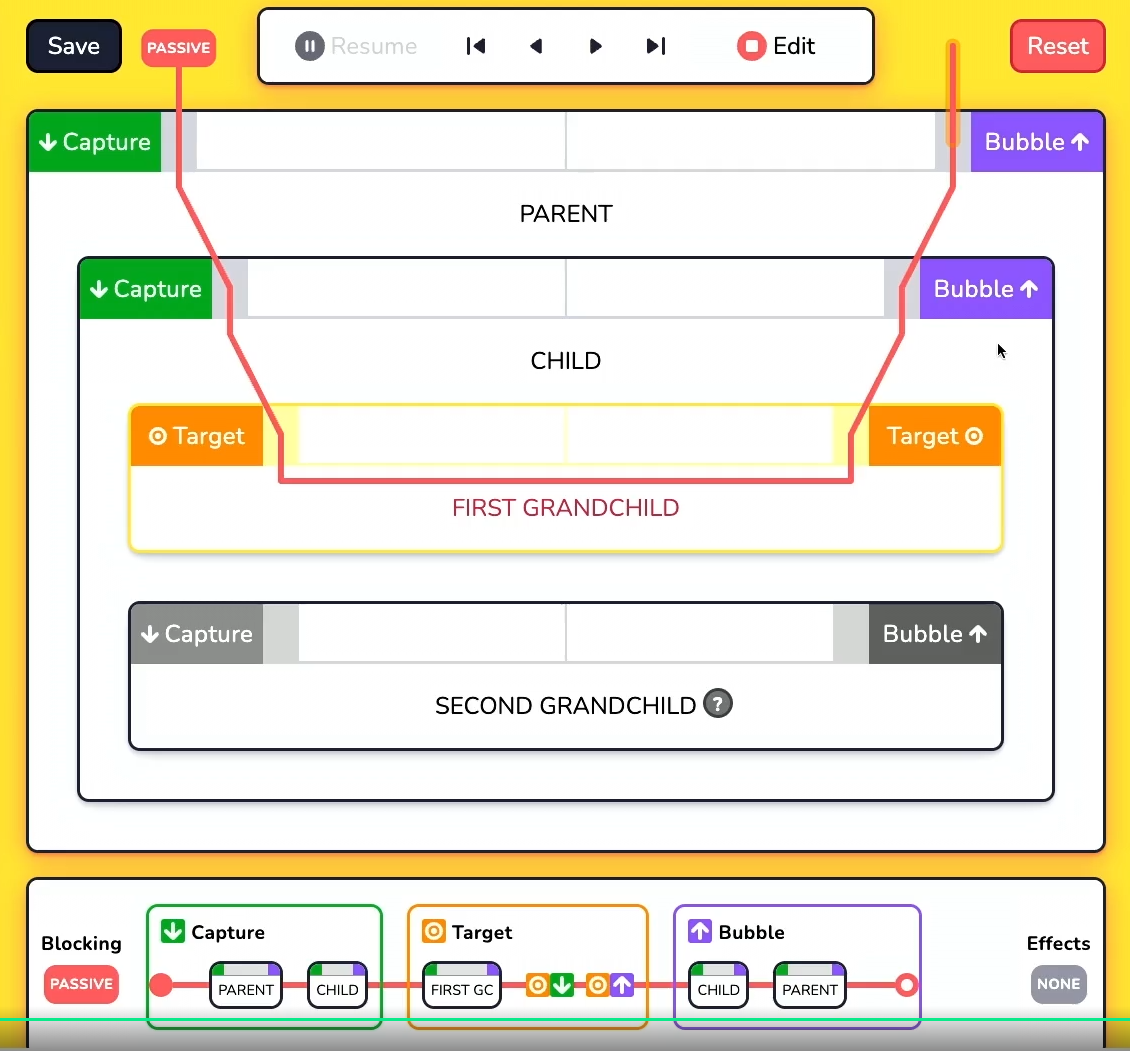 Save
PASSIVE
Resume
Edit
Reset
Capture
Bubble
PARENT
Capture
Bubble
CHILD
Target
Target
FIRST GRANDCHILD
Capture
Bubble
SECOND GRANDCHILD ?
Blocking
PASSIVE
Capture
PARENT
CHILD
Target
FIRST GC
Bubble
CHILD
PARENT
Effects
NONE